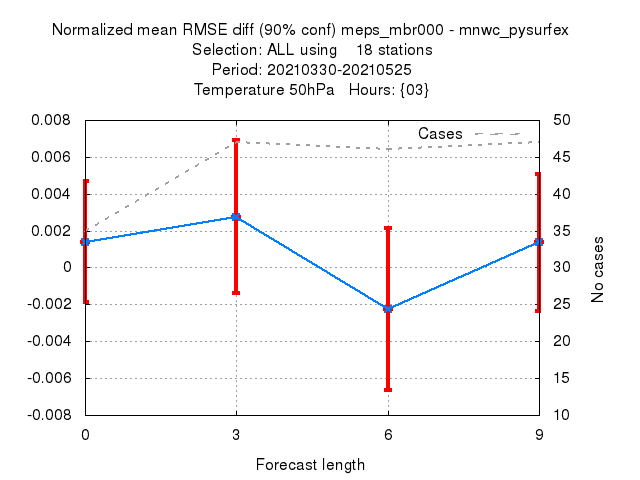 Normalized mean RMSE diff (90% conf) meps_mbr000 - mnwc_pysurfex
Selection: ALL using    18 stations
Period: 20210330-20210525
Temperature 50hPa   Hours: {03}
Cases
0.008
0.006
0.004
0.002
0
-0.002
-0.004
-0.006
-0.008
50
45
40
35
30
25
20
15
10
No cases
0 3 6 9
Forecast length